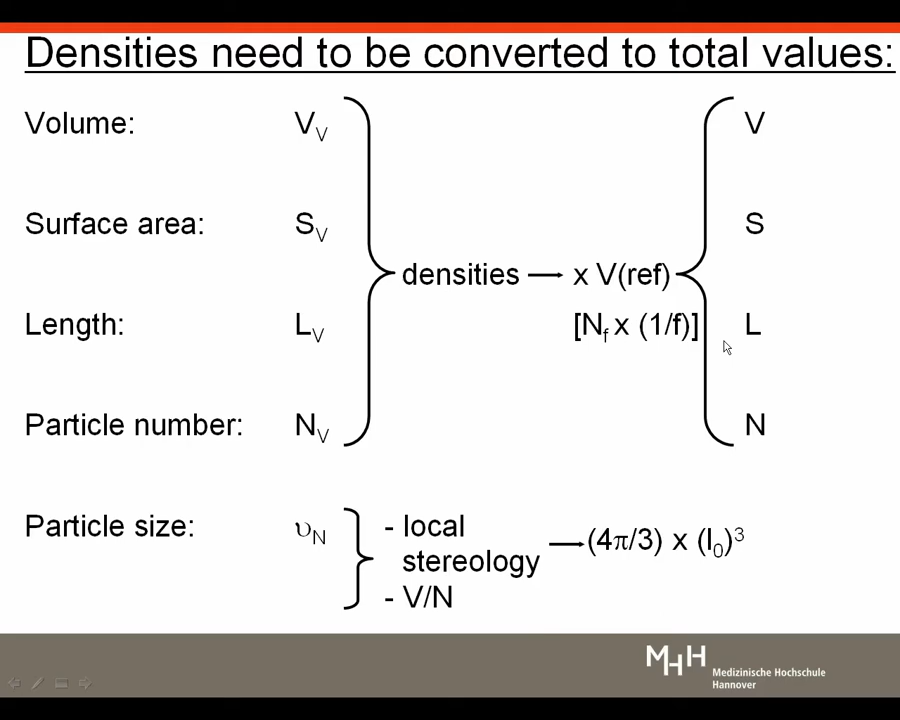 Densities need to be converted to total values:
Volume: V_V V
Surface area: S_V S
densities → x V(ref)
Length: L_V [N_f x (1/f)] L
Particle number: N_V N
Particle size: υ_N - local
stereology → (4π/3) x (l_0)^3
- V/N
MHH Medizinische Hochschule
Hannover